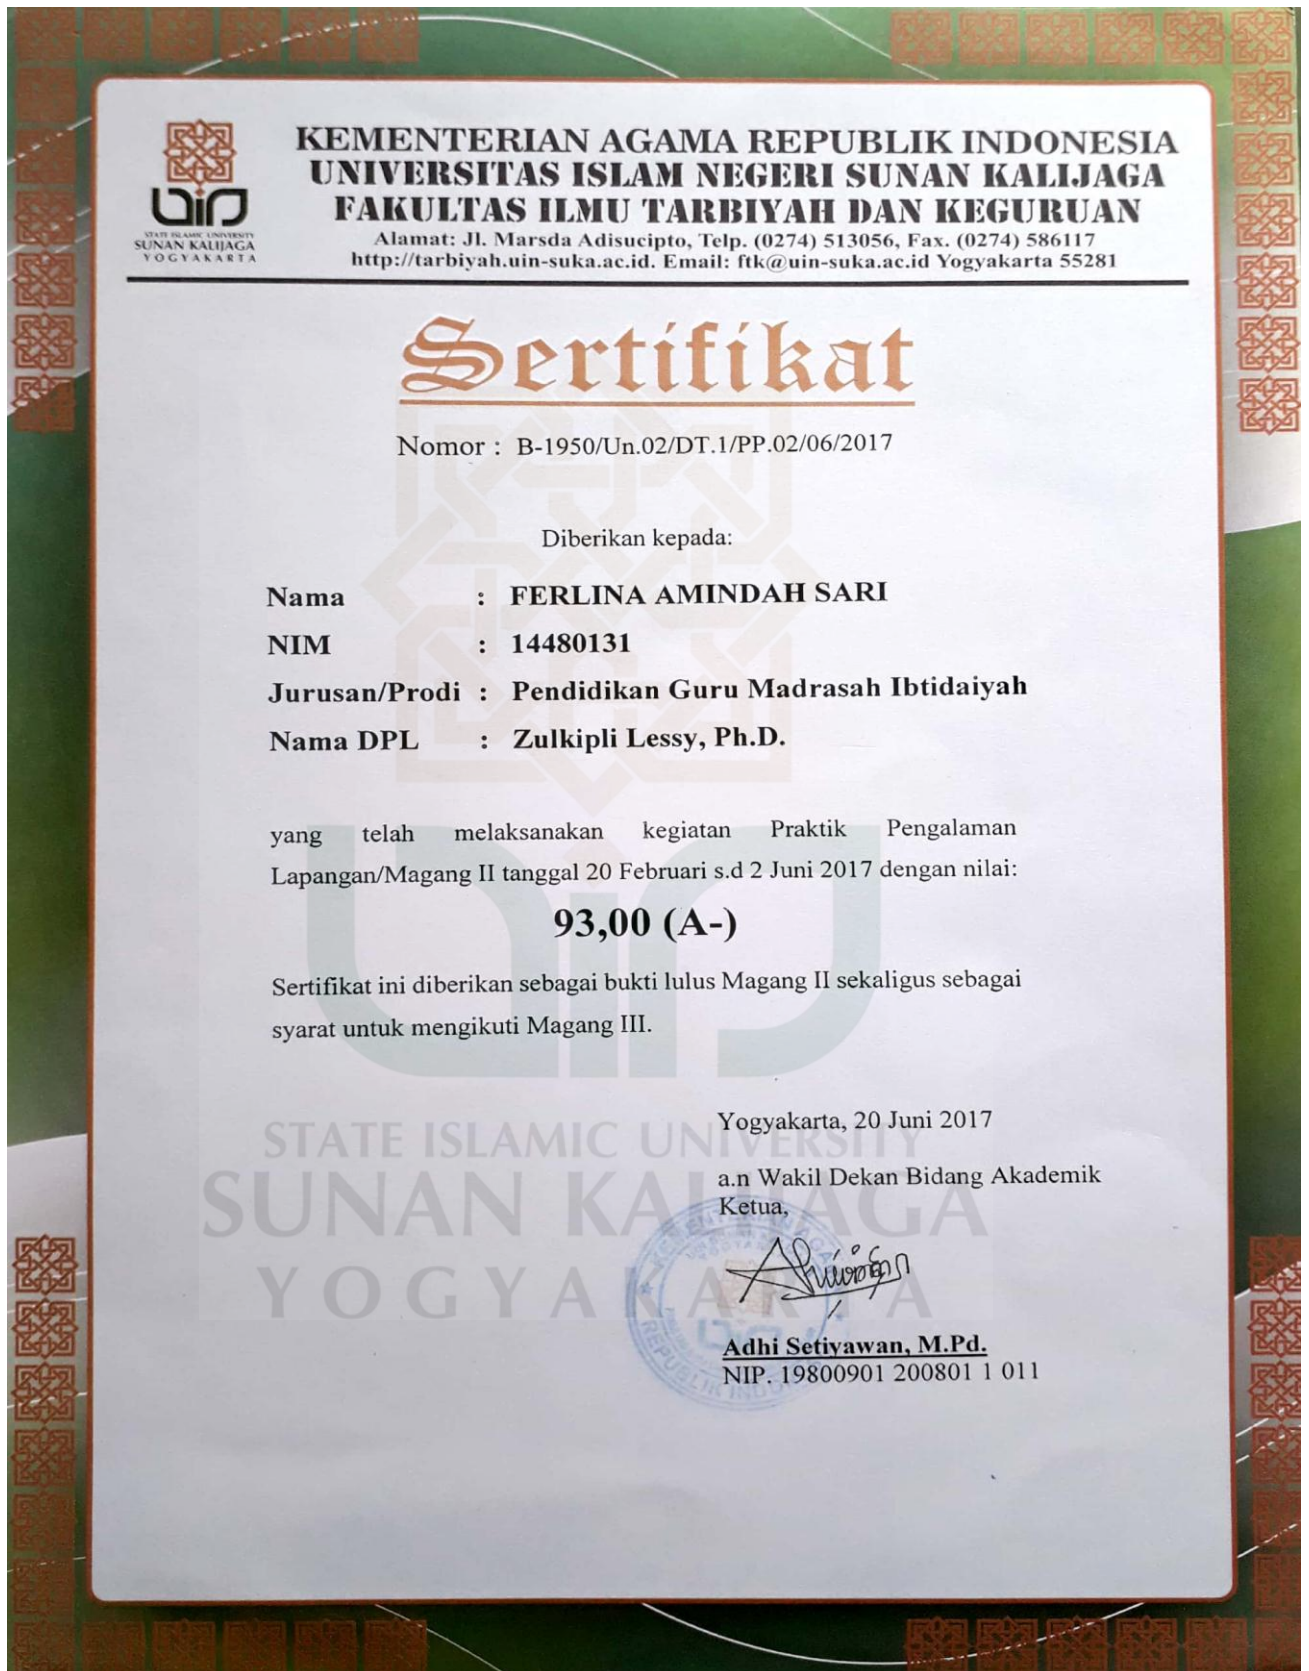 KEMENTERIAN AGAMA REPUBLIK INDONESIA
UNIVERSITAS ISLAM NEGERI SUNAN KALIJAGA
FAKULTAS ILMU TARBIYAH DAN KEGURUAN
Alamat: Jl. Marsda Adisucipto, Telp. (0274) 513056, Fax. (0274) 586117
http://tarbiyah.uin-suka.ac.id. Email: ftk@uin-suka.ac.id Yogyakarta 55281
UIN
STATE ISLAMIC UNIVERSITY
SUNAN KALIJAGA
YOGYAKARTA
Sertifikat
Nomor : B-1950/Un.02/DT.1/PP.02/06/2017
Diberikan kepada:
Nama : FERLINA AMINDAH SARI
NIM : 14480131
Jurusan/Prodi : Pendidikan Guru Madrasah Ibtidaiyah
Nama DPL : Zulkipli Lessy, Ph.D.
yang telah melaksanakan kegiatan Praktik Pengalaman
Lapangan/Magang II tanggal 20 Februari s.d 2 Juni 2017 dengan nilai:
93,00 (A-)
Sertifikat ini diberikan sebagai bukti lulus Magang II sekaligus sebagai
syarat untuk mengikuti Magang III.
Yogyakarta, 20 Juni 2017
a.n Wakil Dekan Bidang Akademik
Ketua,
Adhi Setiyawan, M.Pd.
NIP. 19800901 200801 1 011
STATE ISLAMIC UNIVERSITY
SUNAN KALIJAGA
YOGYAKARTA